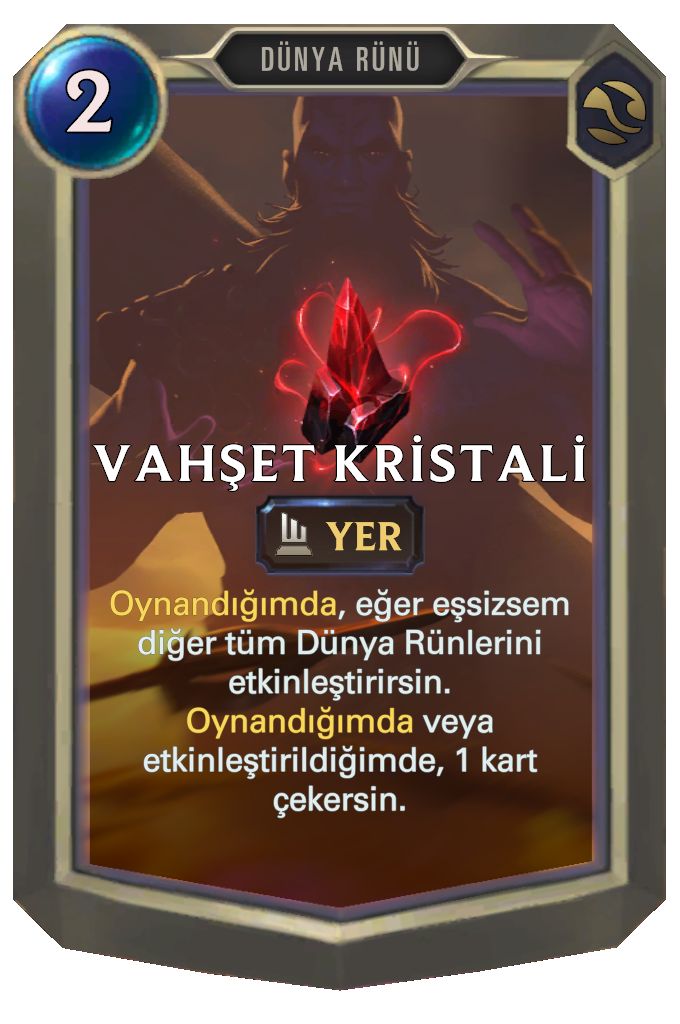 DÜNYA RÜNÜ
2
VAHŞET KRİSTALİ
YER
Oynandığımda, eğer eşsizsem
diğer tüm Dünya Rünlerini
etkinleştirirsin.
Oynandığımda veya
etkinleştirildiğimde, 1 kart
çekersin.